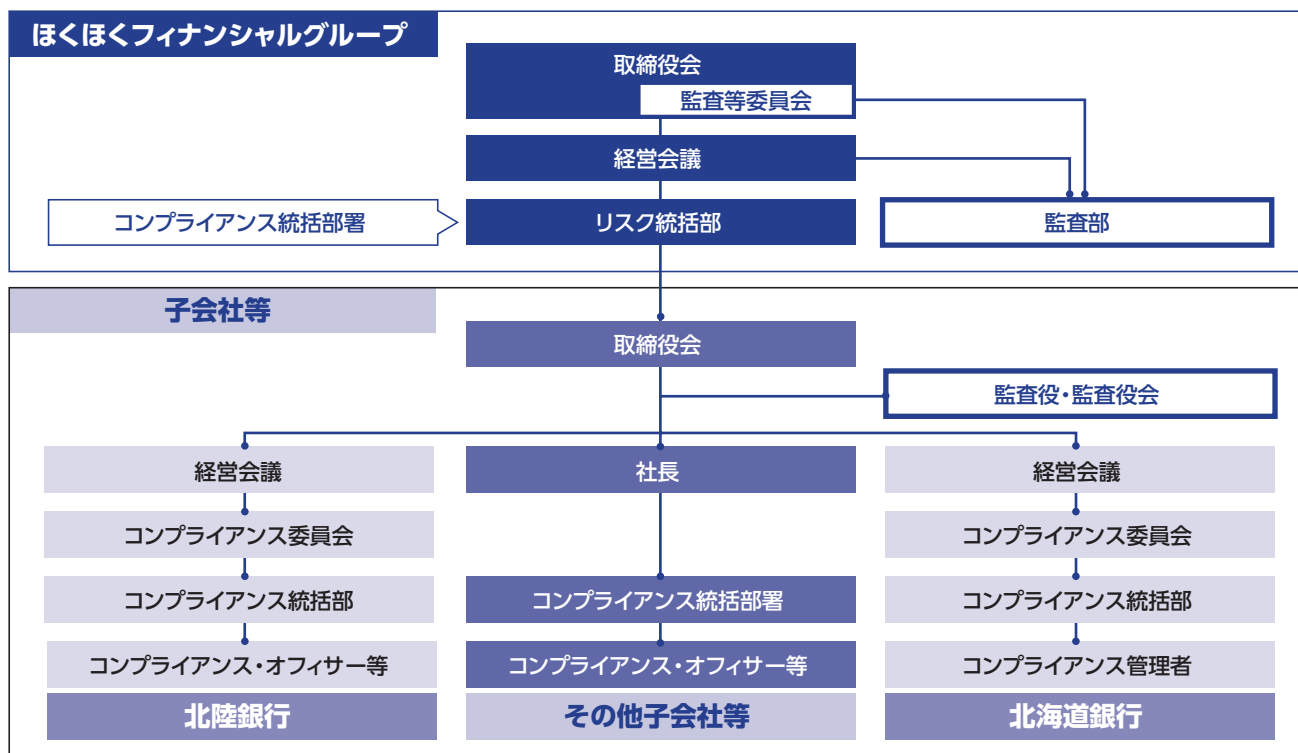 ほくほくフィナンシャルグループ
取締役会
監査等委員会
経営会議
コンプライアンス統括部署
リスク統括部
監査部
子会社等
取締役会
監査役・監査役会
経営会議
社長
経営会議
コンプライアンス委員会
コンプライアンス委員会
コンプライアンス統括部
コンプライアンス統括部署
コンプライアンス統括部
コンプライアンス・オフィサー等
コンプライアンス・オフィサー等
コンプライアンス管理者
北陸銀行
その他子会社等
北海道銀行